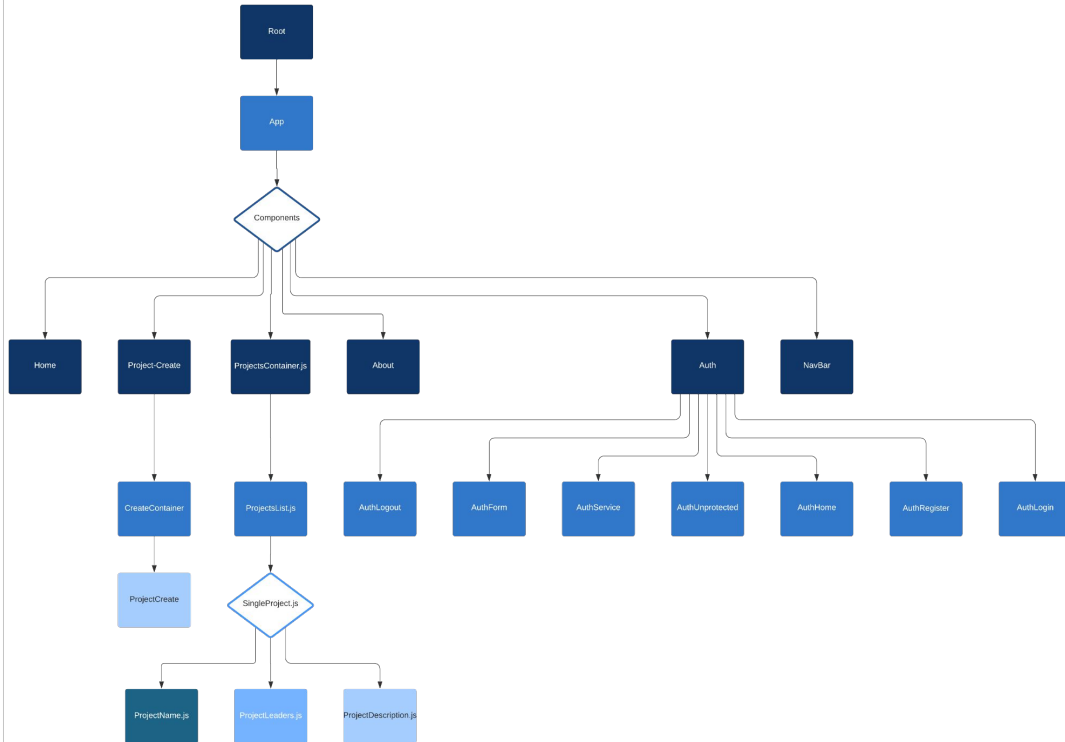 Root
App
Components
Home
Project-Create
ProjectsContainer.js
About
Auth
NavBar
CreateContainer
ProjectsList.js
AuthLogout
AuthForm
AuthService
AuthUnprotected
AuthHome
AuthRegister
AuthLogin
ProjectCreate
SingleProject.js
ProjectName.js
ProjectLeaders.js
ProjectDescription.js